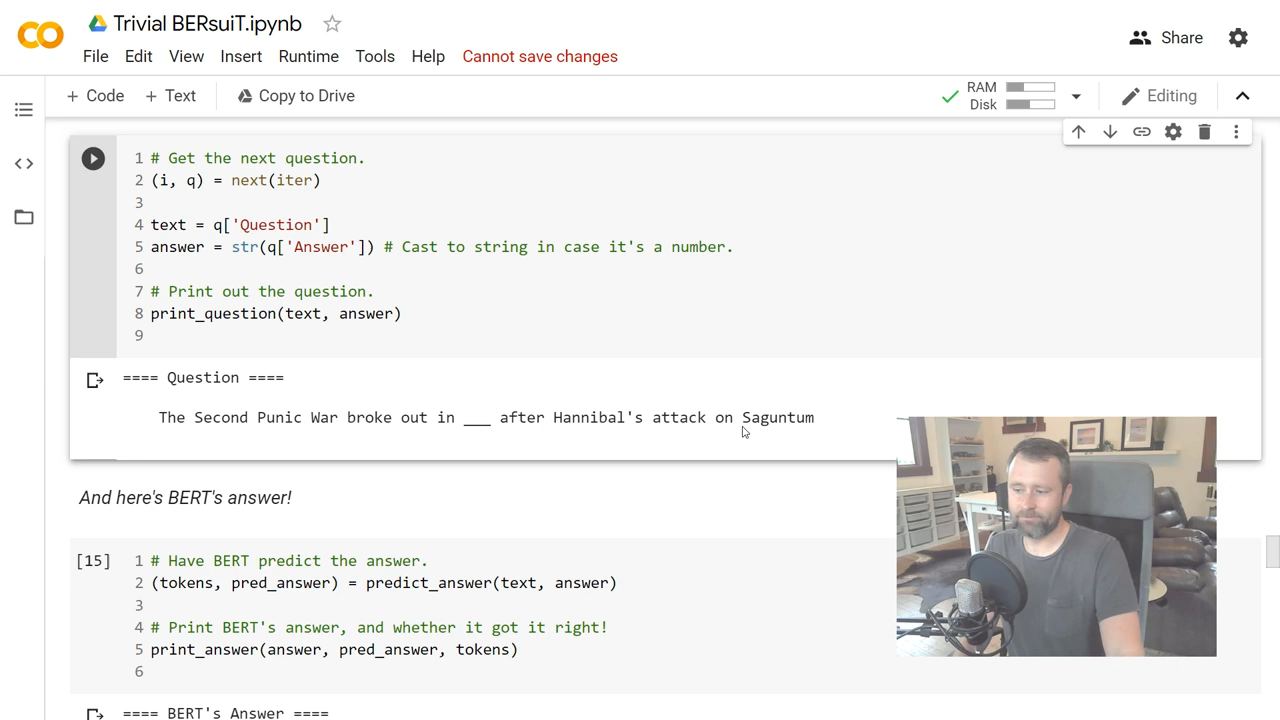 Trivial BERsuiT.ipynb
File Edit View Insert Runtime Tools Help Cannot save changes
Share
+ Code + Text Copy to Drive
RAM
Disk
Editing
1 # Get the next question.
2 (i, q) = next(iter)
3
4 text = q['Question']
5 answer = str(q['Answer']) # Cast to string in case it's a number.
6
7 # Print out the question.
8 print_question(text, answer)
9
==== Question ====
The Second Punic War broke out in ___ after Hannibal's attack on Saguntum
And here's BERT's answer!
[15] 1 # Have BERT predict the answer.
2 (tokens, pred_answer) = predict_answer(text, answer)
3
4 # Print BERT's answer, and whether it got it right!
5 print_answer(answer, pred_answer, tokens)
6
==== BERT's Answer ====